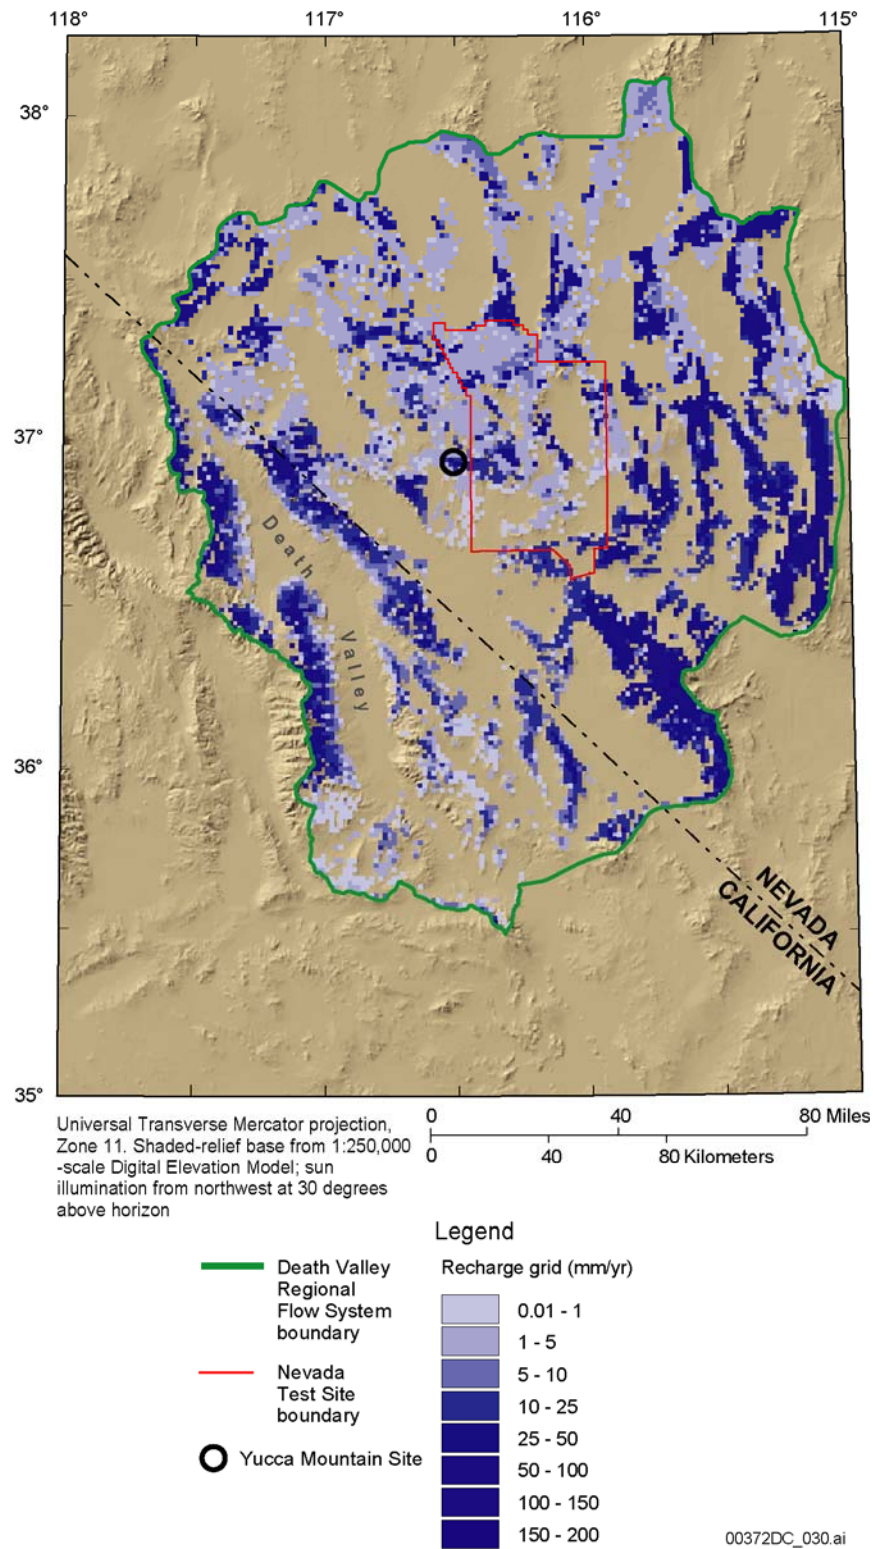 118°
117°
116°
115°
38°
37°
36°
35°
Death
Valley
NEVADA
CALIFORNIA
Universal Transverse Mercator projection,
Zone 11. Shaded-relief base from 1:250,000
-scale Digital Elevation Model; sun
illumination from northwest at 30 degrees
above horizon
0 40 80 Miles
0 40 80 Kilometers
Legend
Death Valley
Regional
Flow System
boundary
Nevada
Test Site
boundary
Yucca Mountain Site
Recharge grid (mm/yr)
0.01 - 1
1 - 5
5 - 10
10 - 25
25 - 50
50 - 100
100 - 150
150 - 200
00372DC_030.ai